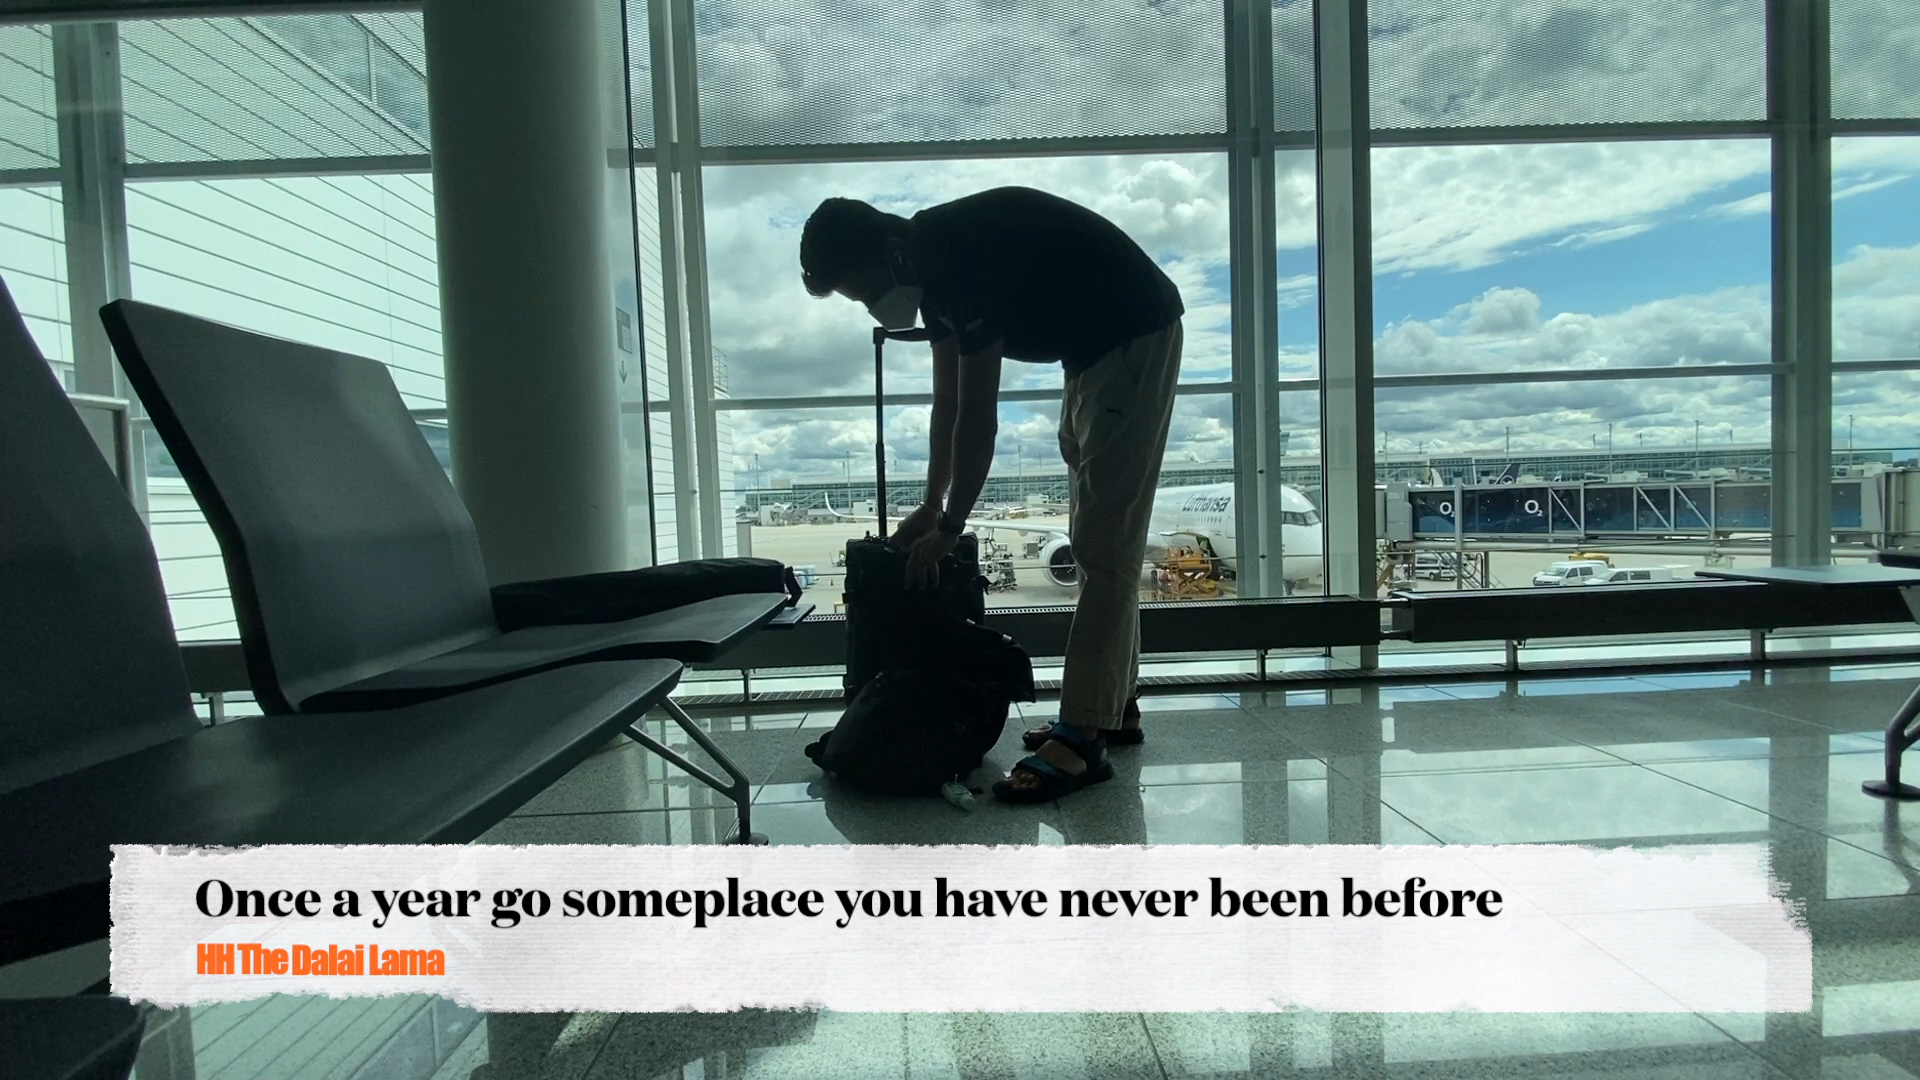 Lufthansa
O2
O2
Once a year go someplace you have never been before
HH The Dalai Lama